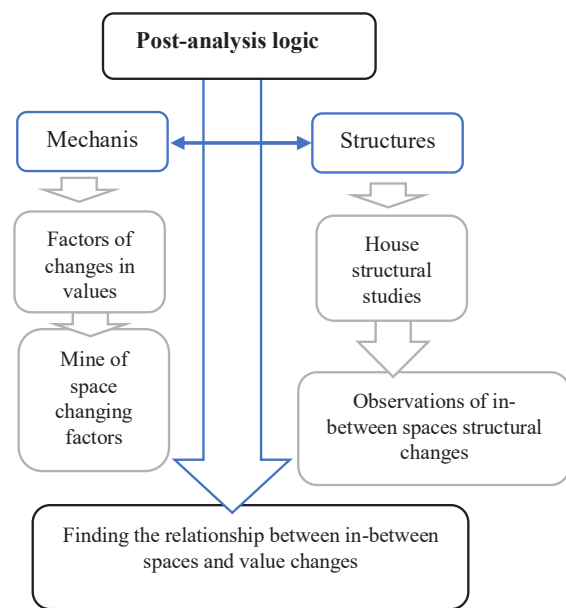 Post-analysis logic
Mechanis
Structures
Factors of
changes in
values
House
structural
studies
Mine of
space
changing
factors
Observations of in-
between spaces structural
changes
Finding the relationship between in-between
spaces and value changes